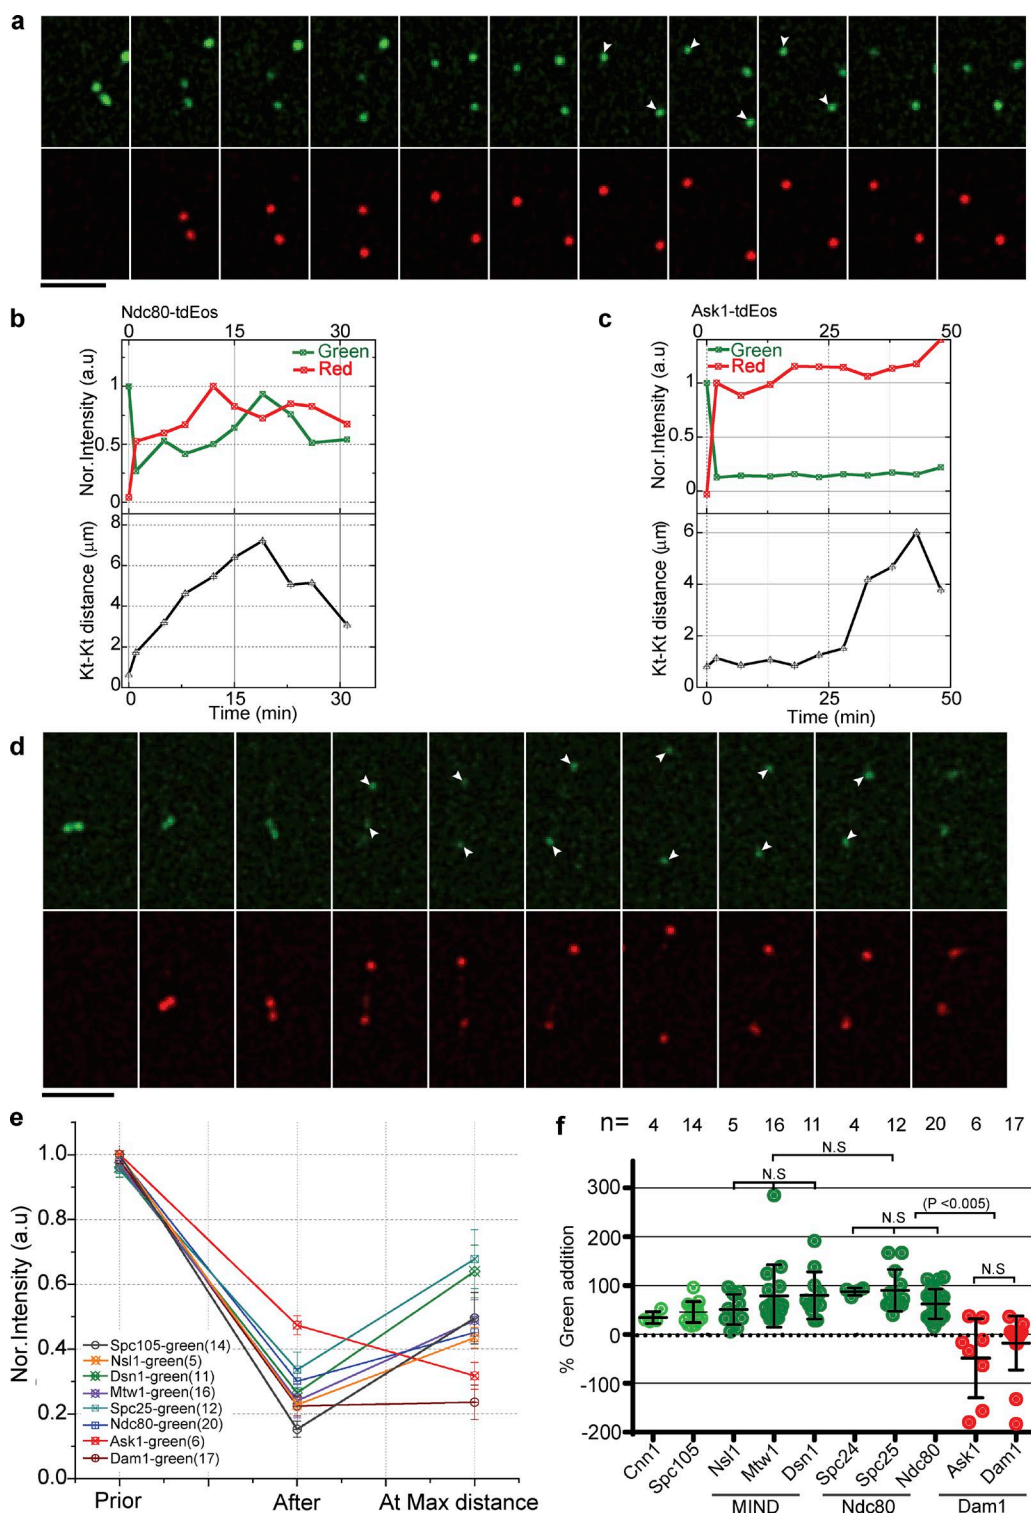 a
b
Ndc80-tdEos
0 15 30
Green
Red
Nor.Intensity (a.u)
1
0.5
0
Kt-Kt distance (μm)
8
6
4
2
0
0 15 30
Time (min)
c
Ask1-tdEos
0 25 50
Green
Red
Nor.Intensity (a.u)
1
0.5
0
Kt-Kt distance (μm)
6
4
2
0
0 25 50
Time (min)
d
e
Nor.Intensity (a.u)
1.0
0.8
0.6
0.4
0.2
0.0
Spc105-green(14)
Nsl1-green(5)
Dsn1-green(11)
Mtw1-green(16)
Spc25-green(12)
Ndc80-green(20)
Ask1-green(6)
Dam1-green(17)
Prior After At Max distance
f
n= 4 14 5 16 11 4 12 20 6 17
N.S
N.S
(P <0.005)
N.S
N.S
% Green addition
300
200
100
0
-100
-200
Cnn1 Spc105 Nsl1 Mtw1 Dsn1 Spc24 Spc25 Ndc80 Ask1 Dam1
MIND Ndc80 Dam1